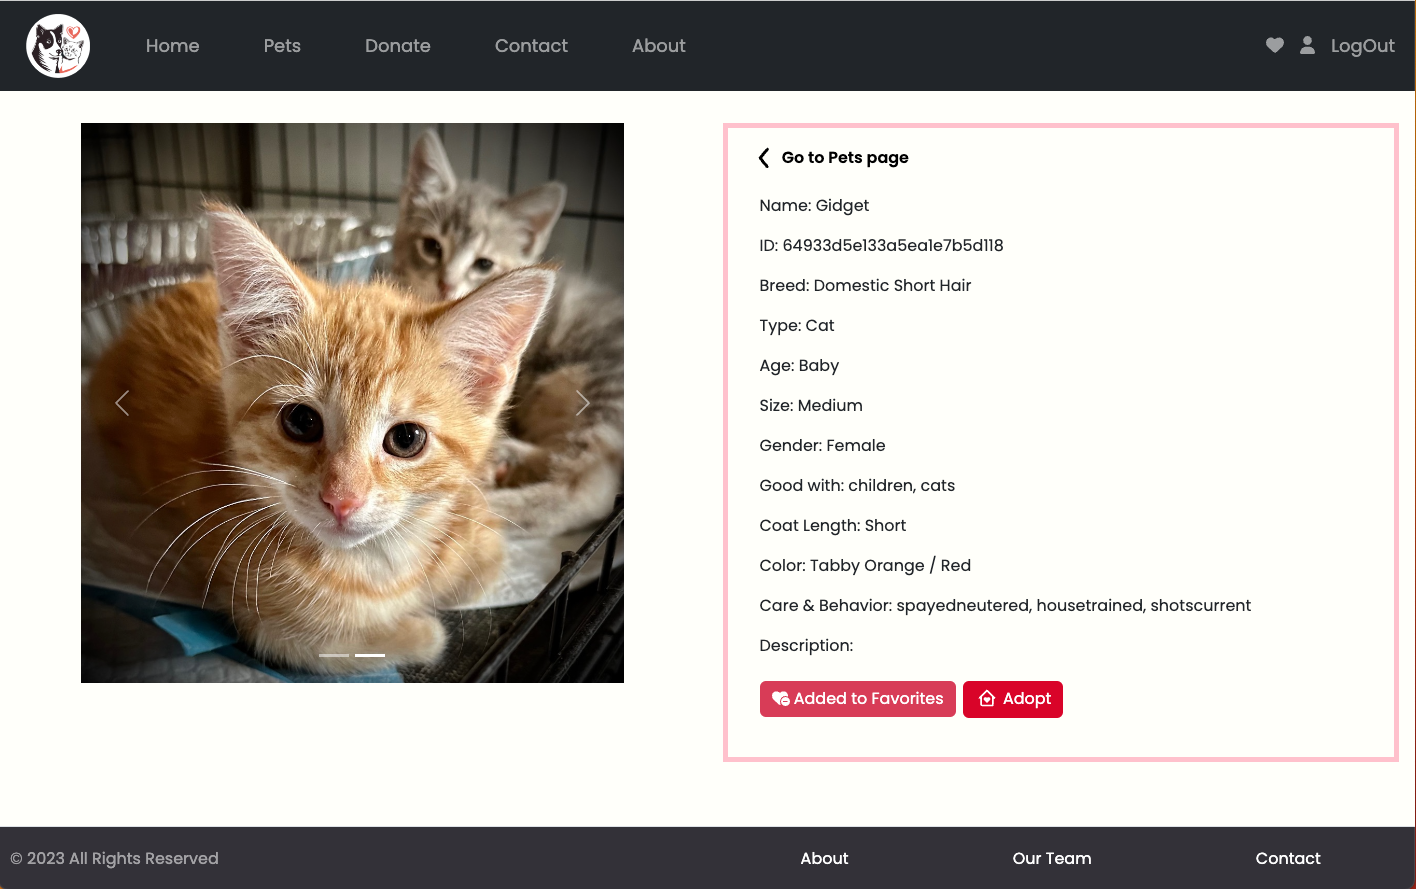 Home Pets Donate Contact About LogOut
Go to Pets page
Name: Gidget
ID: 64933d5e133a5ea1e7b5d118
Breed: Domestic Short Hair
Type: Cat
Age: Baby
Size: Medium
Gender: Female
Good with: children, cats
Coat Length: Short
Color: Tabby Orange / Red
Care & Behavior: spayedneutered, housetrained, shotscurrent
Description:
Added to Favorites Adopt
© 2023 All Rights Reserved About Our Team Contact